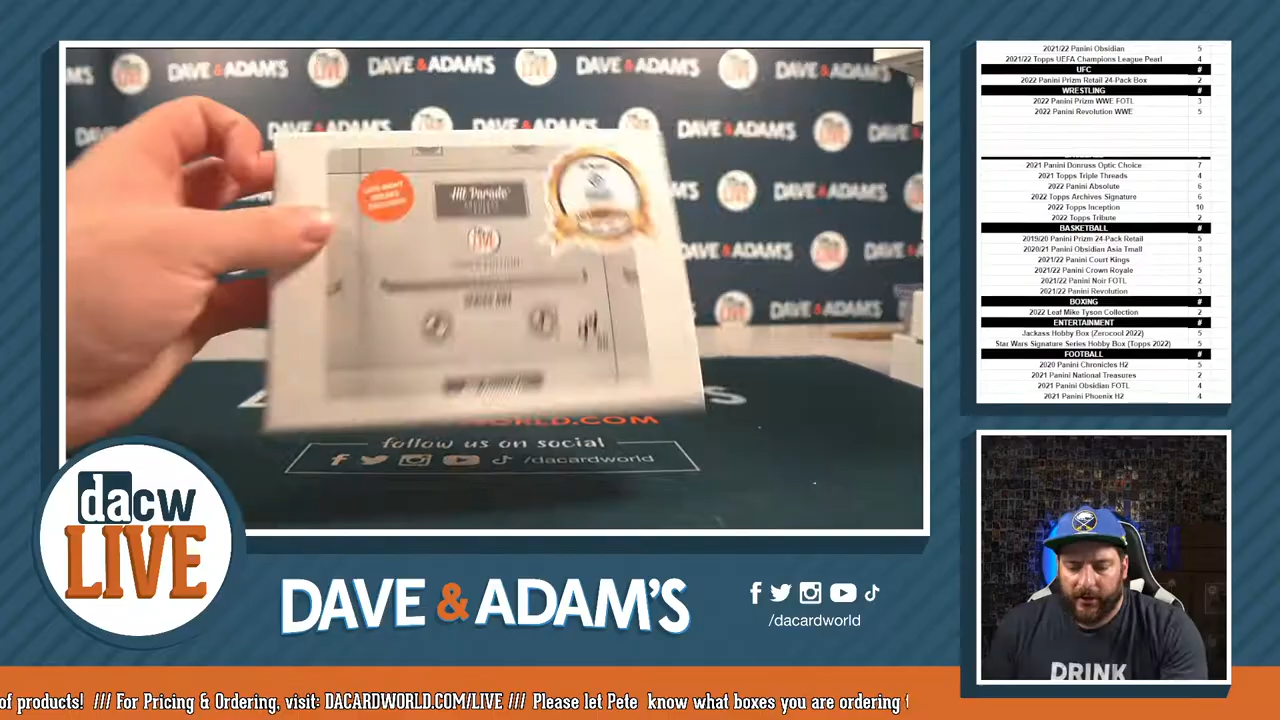 DAVE & ADAM'S
DAVE & ADAM'S
DAVE & ADAM'S
DAVE & ADAM'S
Hit Parade
LIVE
SERIES ONE
WORLD.COM
follow us on social
/dacardworld
2021/22 Panini Obsidian 5
2021/22 Topps UEFA Champions League Pearl 4
UFC #
2022 Panini Prizm Retail 24-Pack Box 2
WRESTLING #
2022 Panini Prizm WWE FOTL 3
2022 Panini Revolution WWE 5
2021 Panini Donruss Optic Choice 7
2021 Topps Triple Threads 4
2022 Panini Absolute 6
2022 Topps Archives Signature 6
2022 Topps Inception 10
2022 Topps Tribute 2
BASKETBALL #
2019/20 Panini Prizm 24-Pack Retail 5
2020/21 Panini Obsidian Asia Tmall 8
2021/22 Panini Court Kings 3
2021/22 Panini Crown Royale 5
2021/22 Panini Noir FOTL 2
2021/22 Panini Revolution 3
BOXING #
2022 Leaf Mike Tyson Collection 2
ENTERTAINMENT #
Jackass Hobby Box (Zerocool 2022) 5
Star Wars Signature Series Hobby Box (Topps 2022) 5
FOOTBALL #
2020 Panini Chronicles H2 5
2021 Panini National Treasures 2
2021 Panini Obsidian FOTL 4
2021 Panini Phoenix H2 4
dacw
LIVE
DAVE & ADAM'S
/dacardworld
DRINK
of products! /// For Pricing & Ordering, visit: DACARDWORLD.COM/LIVE /// Please let Pete know what boxes you are ordering